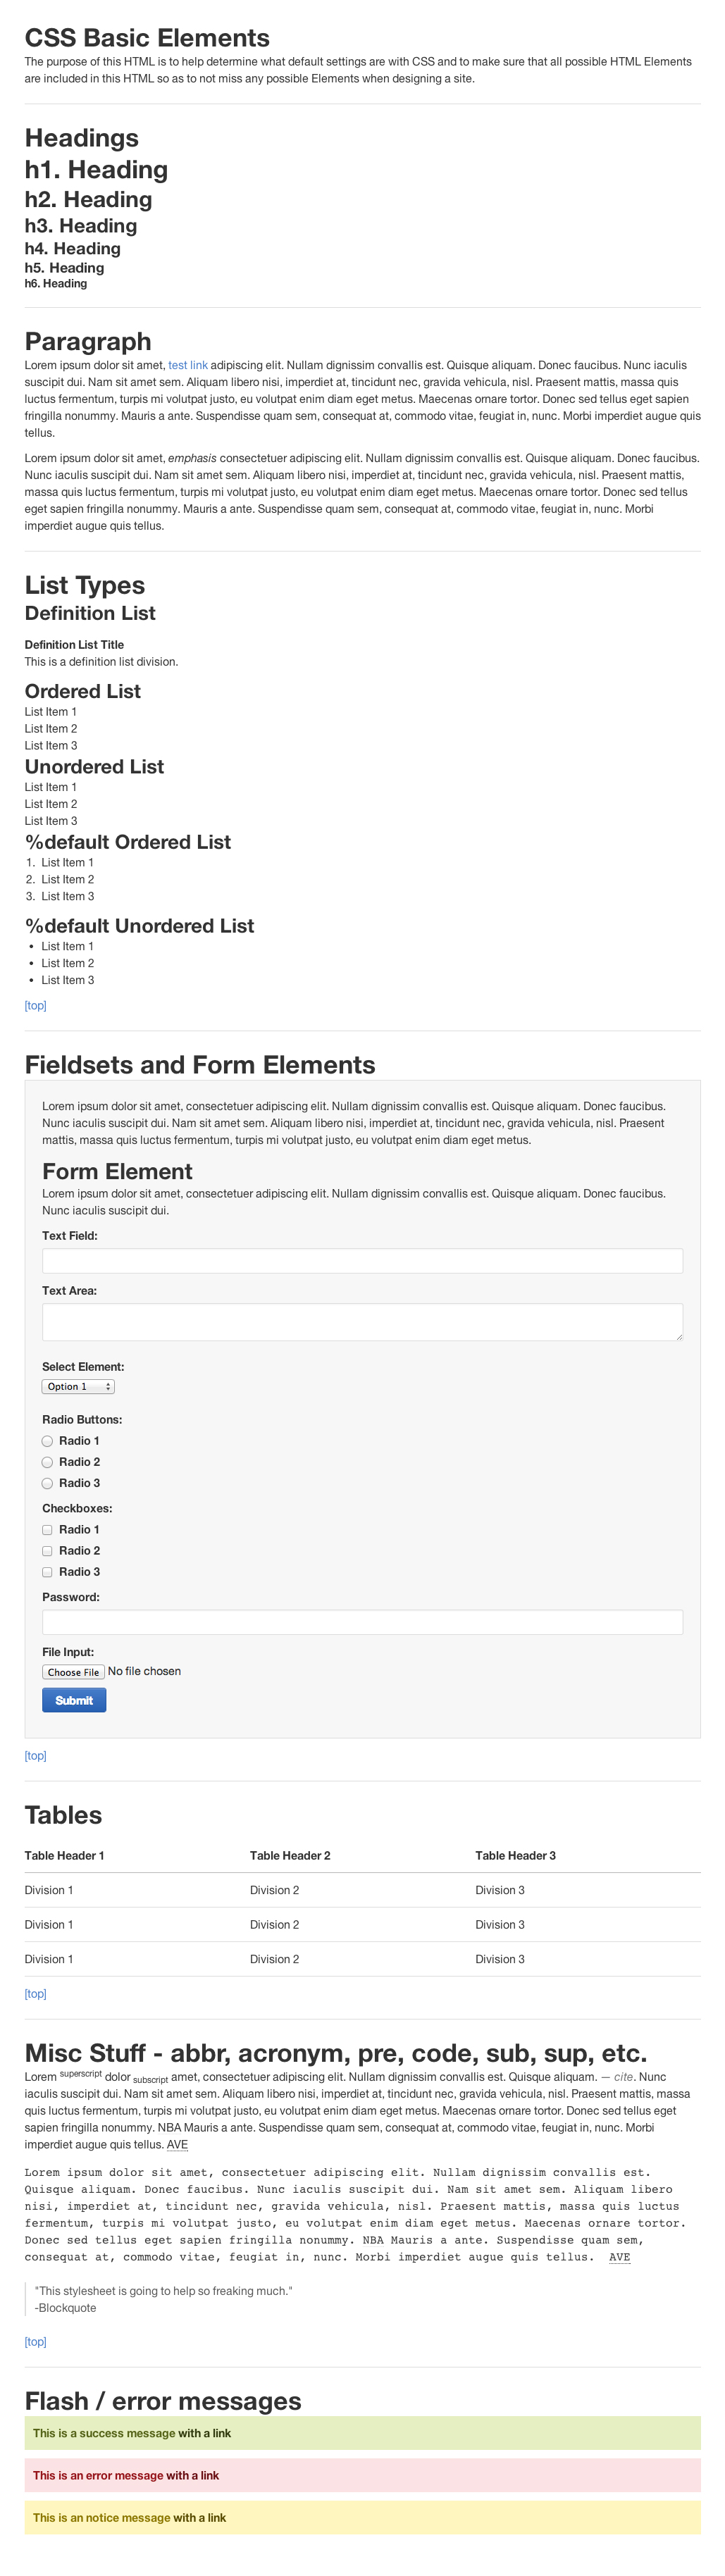 CSS Basic Elements
The purpose of this HTML is to help determine what default settings are with CSS and to make sure that all possible HTML Elements
are included in this HTML so as to not miss any possible Elements when designing a site.
Headings
h1. Heading
h2. Heading
h3. Heading
h4. Heading
h5. Heading
h6. Heading
Paragraph
Lorem ipsum dolor sit amet, test link adipiscing elit. Nullam dignissim convallis est. Quisque aliquam. Donec faucibus. Nunc iaculis
suscipit dui. Nam sit amet sem. Aliquam libero nisi, imperdiet at, tincidunt nec, gravida vehicula, nisl. Praesent mattis, massa quis
luctus fermentum, turpis mi volutpat justo, eu volutpat enim diam eget metus. Maecenas ornare tortor. Donec sed tellus eget sapien
fringilla nonummy. Mauris a ante. Suspendisse quam sem, consequat at, commodo vitae, feugiat in, nunc. Morbi imperdiet augue quis
tellus.
Lorem ipsum dolor sit amet, emphasis consectetuer adipiscing elit. Nullam dignissim convallis est. Quisque aliquam. Donec faucibus.
Nunc iaculis suscipit dui. Nam sit amet sem. Aliquam libero nisi, imperdiet at, tincidunt nec, gravida vehicula, nisl. Praesent mattis,
massa quis luctus fermentum, turpis mi volutpat justo, eu volutpat enim diam eget metus. Maecenas ornare tortor. Donec sed tellus
eget sapien fringilla nonummy. Mauris a ante. Suspendisse quam sem, consequat at, commodo vitae, feugiat in, nunc. Morbi
imperdiet augue quis tellus.
List Types
Definition List
Definition List Title
This is a definition list division.
Ordered List
List Item 1
List Item 2
List Item 3
Unordered List
List Item 1
List Item 2
List Item 3
%default Ordered List
1. List Item 1
2. List Item 2
3. List Item 3
%default Unordered List
• List Item 1
• List Item 2
• List Item 3
[top]
Fieldsets and Form Elements
Lorem ipsum dolor sit amet, consectetuer adipiscing elit. Nullam dignissim convallis est. Quisque aliquam. Donec faucibus.
Nunc iaculis suscipit dui. Nam sit amet sem. Aliquam libero nisi, imperdiet at, tincidunt nec, gravida vehicula, nisl. Praesent
mattis, massa quis luctus fermentum, turpis mi volutpat justo, eu volutpat enim diam eget metus.
Form Element
Lorem ipsum dolor sit amet, consectetuer adipiscing elit. Nullam dignissim convallis est. Quisque aliquam. Donec faucibus.
Nunc iaculis suscipit dui.
Text Field:
Text Area:
Select Element:
Option 1
Radio Buttons:
Radio 1
Radio 2
Radio 3
Checkboxes:
Radio 1
Radio 2
Radio 3
Password:
File Input:
Choose File No file chosen
Submit
[top]
Tables
Table Header 1 Table Header 2 Table Header 3
Division 1 Division 2 Division 3
Division 1 Division 2 Division 3
Division 1 Division 2 Division 3
[top]
Misc Stuff - abbr, acronym, pre, code, sub, sup, etc.
Lorem superscript dolor subscript amet, consectetuer adipiscing elit. Nullam dignissim convallis est. Quisque aliquam. — cite. Nunc
iaculis suscipit dui. Nam sit amet sem. Aliquam libero nisi, imperdiet at, tincidunt nec, gravida vehicula, nisl. Praesent mattis, massa
quis luctus fermentum, turpis mi volutpat justo, eu volutpat enim diam eget metus. Maecenas ornare tortor. Donec sed tellus eget
sapien fringilla nonummy. NBA Mauris a ante. Suspendisse quam sem, consequat at, commodo vitae, feugiat in, nunc. Morbi
imperdiet augue quis tellus. AVE
Lorem ipsum dolor sit amet, consectetuer adipiscing elit. Nullam dignissim convallis est.
Quisque aliquam. Donec faucibus. Nunc iaculis suscipit dui. Nam sit amet sem. Aliquam libero
nisi, imperdiet at, tincidunt nec, gravida vehicula, nisl. Praesent mattis, massa quis luctus
fermentum, turpis mi volutpat justo, eu volutpat enim diam eget metus. Maecenas ornare tortor.
Donec sed tellus eget sapien fringilla nonummy. NBA Mauris a ante. Suspendisse quam sem,
consequat at, commodo vitae, feugiat in, nunc. Morbi imperdiet augue quis tellus. AVE
"This stylesheet is going to help so freaking much."
-Blockquote
[top]
Flash / error messages
This is a success message with a link
This is an error message with a link
This is an notice message with a link